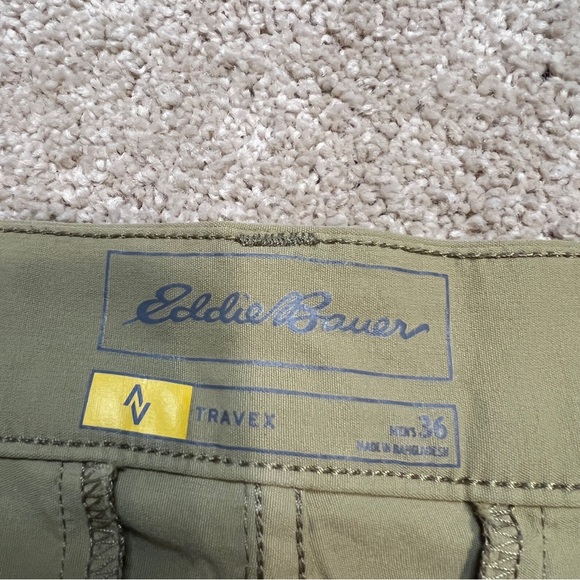 Eddie Bauer
TRAVEX
MEN'S 36
MADE IN BANGLADESH